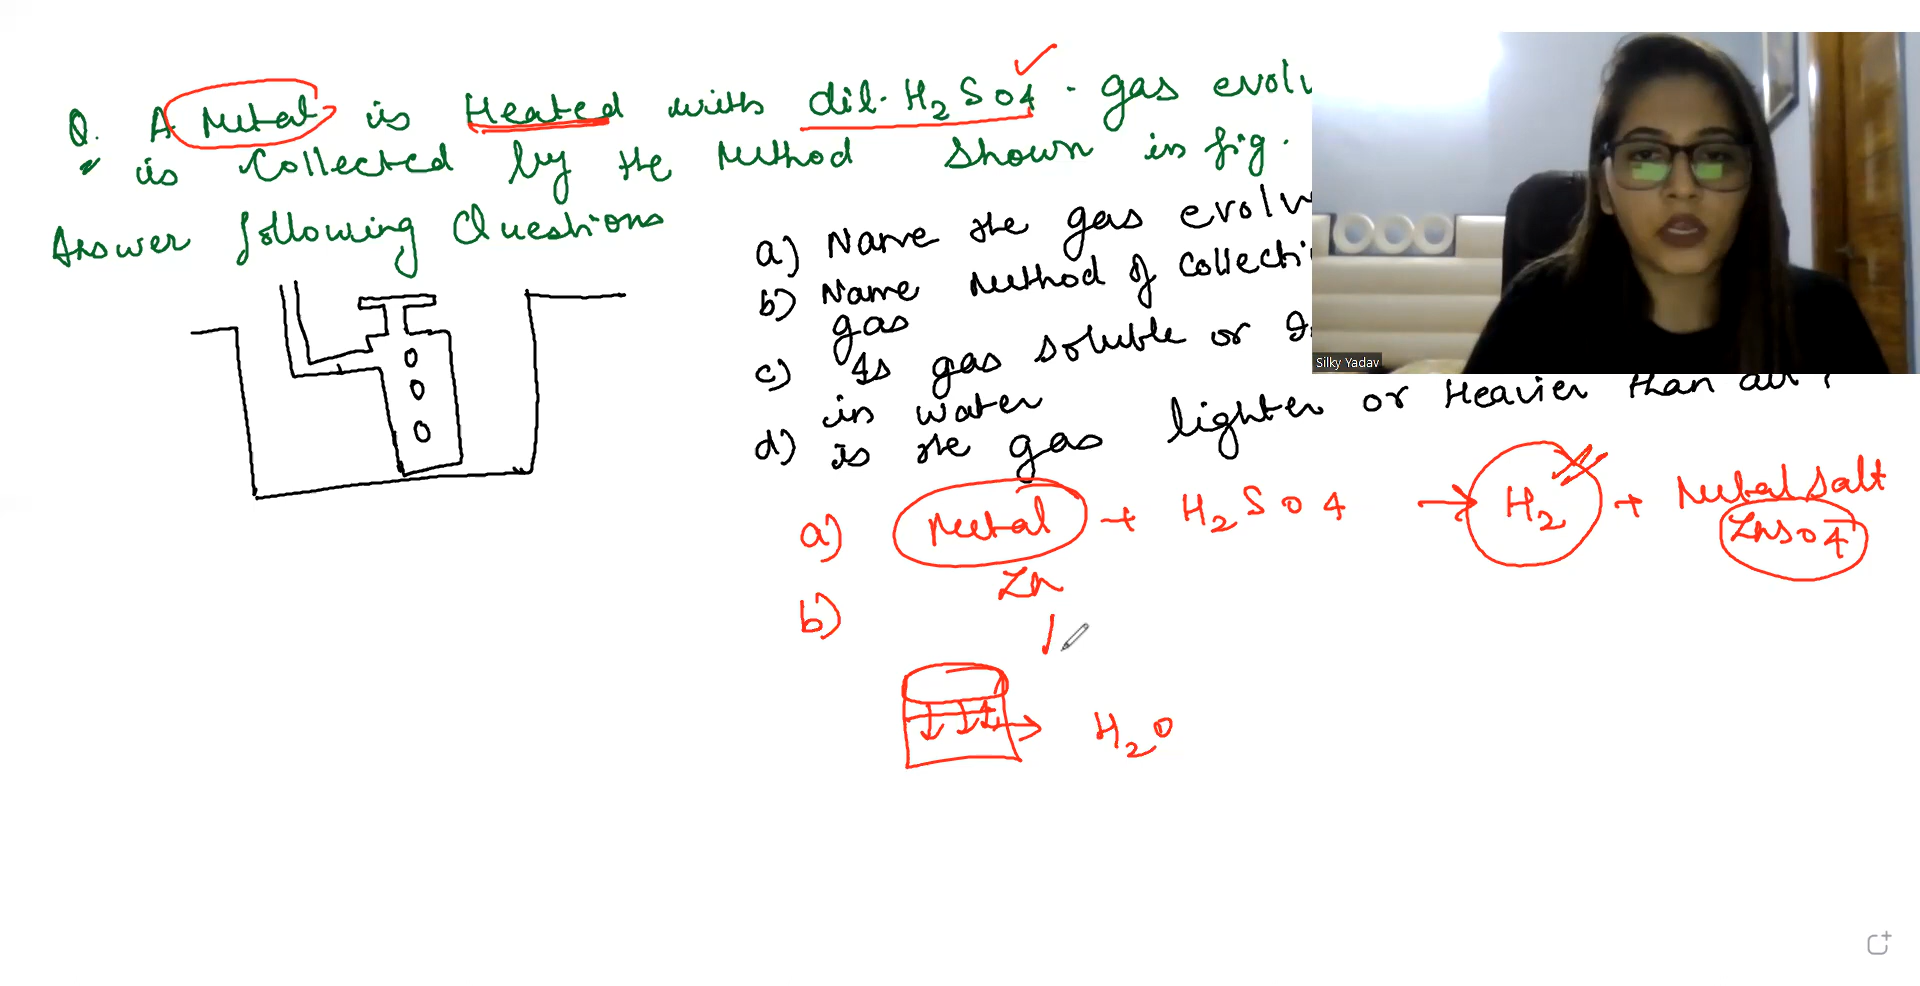 Q. A Metal is Heated with dil. H2SO4. gas evolv
is collected by the Method shown in fig.
Answer following Questions
a) Name the gas evolv
b) Name Method of collecti
gas
c) Is gas soluble or I
in water
d) is the gas lighter or Heavier than air?
a) Metal + H2SO4 → H2 + Metal salt
Zn
ZnSO4
b)
H2O
Silky Yadav